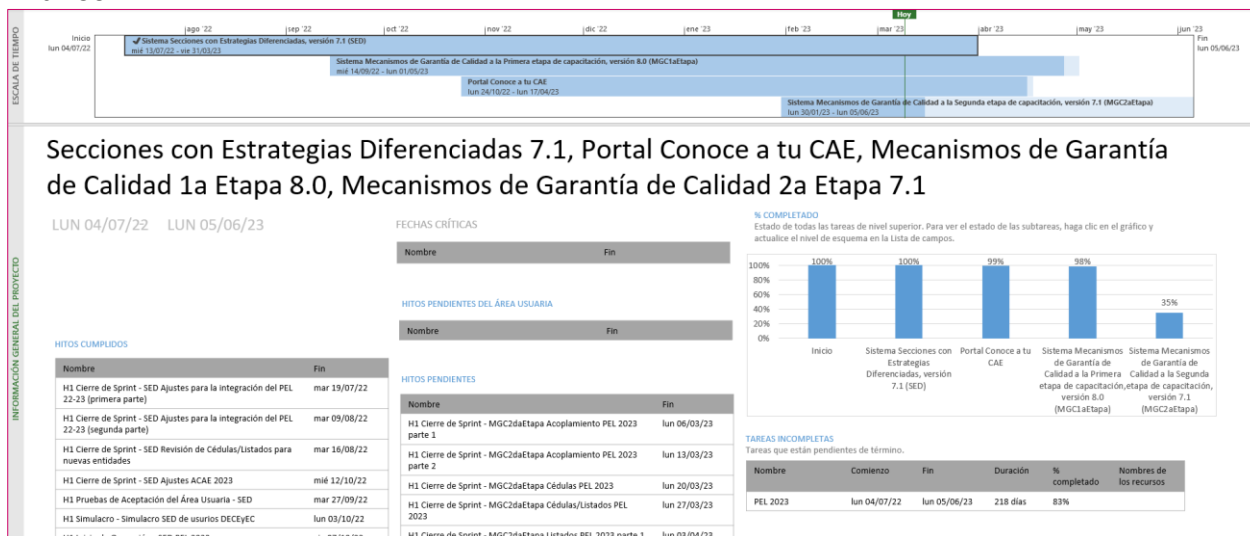 Hoy
ESCALA DE TIEMPO
Inicio
lun 04/07/22
ago '22
sep '22
oct '22
nov '22
dic '22
ene '23
feb '23
mar '23
abr '23
may '23
jun '23
Fin
lun 05/06/23
Sistema Secciones con Estrategias Diferenciadas, versión 7.1 (SED)
mié 13/07/22 - vie 31/03/23
Sistema Mecanismos de Garantía de Calidad a la Primera etapa de capacitación, versión 8.0 (MGC1aEtapa)
mié 14/09/22 - lun 01/05/23
Portal Conoce a tu CAE
lun 24/10/22 - lun 17/04/23
Sistema Mecanismos de Garantía de Calidad a la Segunda etapa de capacitación, versión 7.1 (MGC2aEtapa)
lun 30/01/23 - lun 05/06/23
INFORMACIÓN GENERAL DEL PROYECTO
Secciones con Estrategias Diferenciadas 7.1, Portal Conoce a tu CAE, Mecanismos de Garantía
de Calidad 1a Etapa 8.0, Mecanismos de Garantía de Calidad 2a Etapa 7.1
LUN 04/07/22 - LUN 05/06/23
HITOS CUMPLIDOS
Nombre Fin
H1 Cierre de Sprint - SED Ajustes para la integración del PEL mar 19/07/22
22-23 (primera parte)
H1 Cierre de Sprint - SED Ajustes para la integración del PEL mar 09/08/22
22-23 (segunda parte)
H1 Cierre de Sprint - SED Revisión de Cédulas/Listados para mar 16/08/22
nuevas entidades
H1 Cierre de Sprint - SED Ajustes ACAE 2023 mié 12/10/22
H1 Pruebas de Aceptación del Área Usuaria - SED mar 27/09/22
H1 Simulacro - Simulacro SED de usurios DECEyEC lun 03/10/22
FECHAS CRÍTICAS
Nombre Fin
HITOS PENDIENTES DEL ÁREA USUARIA
Nombre Fin
HITOS PENDIENTES
Nombre Fin
H1 Cierre de Sprint - MGC2daEtapa Acoplamiento PEL 2023 lun 06/03/23
parte 1
H1 Cierre de Sprint - MGC2daEtapa Acoplamiento PEL 2023 lun 13/03/23
parte 2
H1 Cierre de Sprint - MGC2daEtapa Cédulas PEL 2023 lun 20/03/23
H1 Cierre de Sprint - MGC2daEtapa Cédulas/Listados PEL lun 27/03/23
2023
H1 Cierre de Sprint - MGC2daEtapa Listados PEL 2023 parte 1 lun 03/04/23
% COMPLETADO
Estado de todas las tareas de nivel superior. Para ver el estado de las subtareas, haga clic en el gráfico y
actualice el nivel de esquema en la Lista de campos.
100%
80%
60%
40%
20%
0%
100% 100% 99% 98% 35%
Inicio
Sistema Secciones con
Estrategias
Diferenciadas, versión
7.1 (SED)
Portal Conoce a tu
CAE
Sistema Mecanismos
de Garantía de
Calidad a la Primera
etapa de capacitación,
versión 8.0
(MGC1aEtapa)
Sistema Mecanismos
de Garantía de
Calidad a la Segunda
etapa de capacitación,
versión 7.1
(MGC2aEtapa)
TAREAS INCOMPLETAS
Tareas que están pendientes de término.
Nombre Comienzo Fin Duración % completado Nombres de los recursos
PEL 2023 lun 04/07/22 lun 05/06/23 218 días 83%